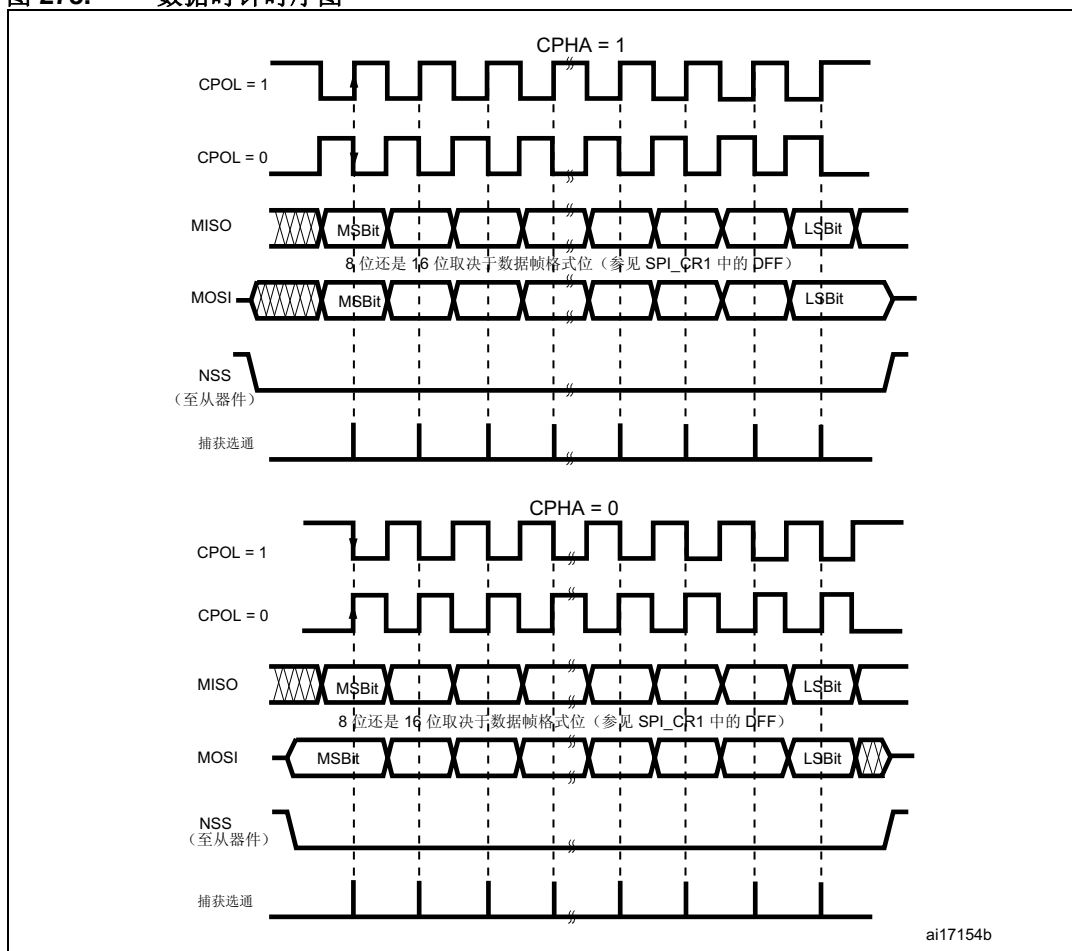 图 273. 数据时钟时序图
CPHA = 1
CPOL = 1
CPOL = 0
MISO
MSBit
LSBit
8 位还是 16 位取决于数据帧格式位（参见 SPI_CR1 中的 DFF）
MOSI
MSBit
LSBit
NSS
（至从器件）
捕获选通
CPHA = 0
CPOL = 1
CPOL = 0
MISO
MSBit
LSBit
8 位还是 16 位取决于数据帧格式位（参见 SPI_CR1 中的 DFF）
MOSI
MSBit
LSBit
NSS
（至从器件）
捕获选通
ai17154b